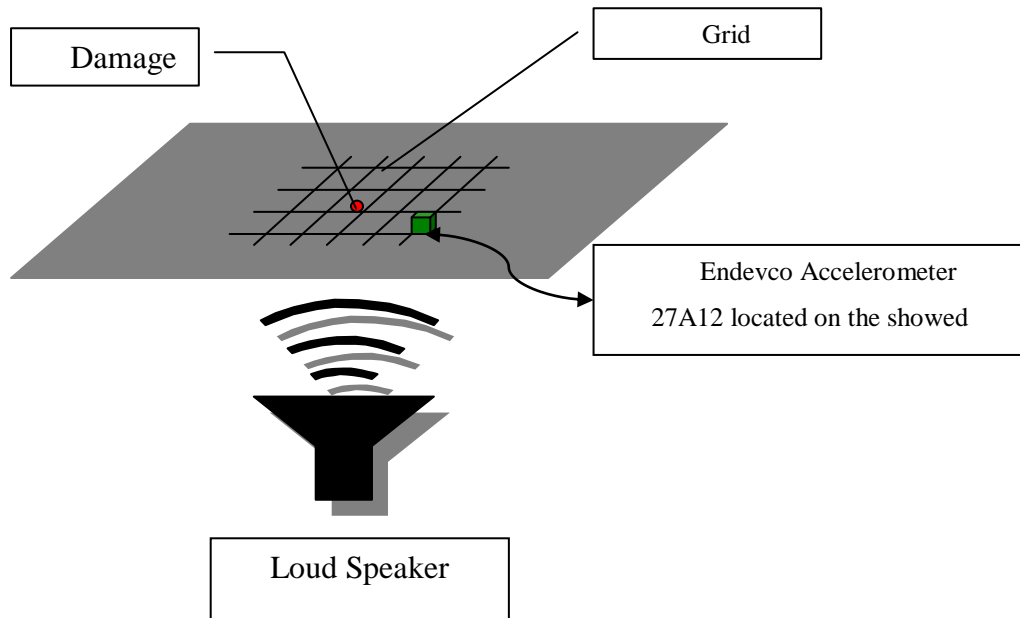 Grid
Damage
Endevco Accelerometer
27A12 located on the showed
Loud Speaker